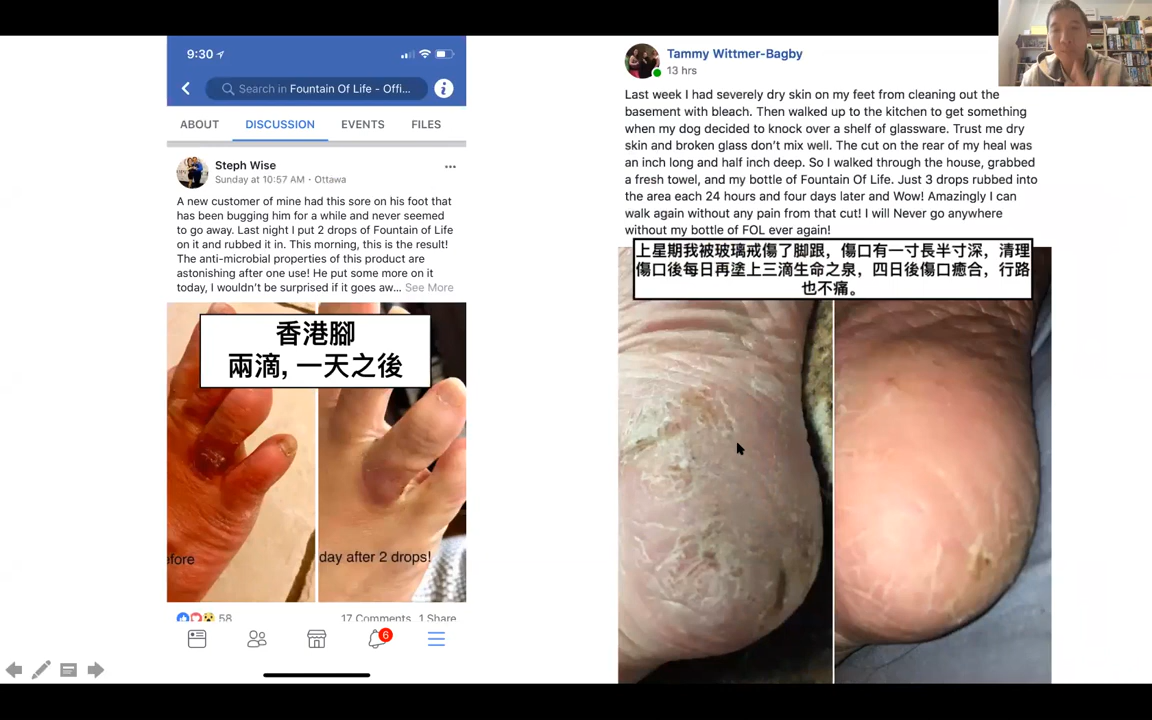 9:30
Search in Fountain Of Life - Offi...
ABOUT
DISCUSSION
EVENTS
FILES
Steph Wise
Sunday at 10:57 AM · Ottawa
A new customer of mine had this sore on his foot that
has been bugging him for a while and never seemed
to go away. Last night I put 2 drops of Fountain of Life
on it and rubbed it in. This morning, this is the result!
The anti-microbial properties of this product are
astonishing after one use! He put some more on it
today, I wouldn't be surprised if it goes aw... See More
香港腳
兩滴, 一天之後
efore
day after 2 drops!
58
17 Comments 1 Share
6
Tammy Wittmer-Bagby
13 hrs
Last week I had severely dry skin on my feet from cleaning out the
basement with bleach. Then walked up to the kitchen to get something
when my dog decided to knock over a shelf of glassware. Trust me dry
skin and broken glass don't mix well. The cut on the rear of my heal was
an inch long and half inch deep. So I walked through the house, grabbed
a fresh towel, and my bottle of Fountain Of Life. Just 3 drops rubbed into
the area each 24 hours and four days later and Wow! Amazingly I can
walk again without any pain from that cut! I will Never go anywhere
without my bottle of FOL ever again!
上星期我被玻璃戒傷了脚跟，傷口有一寸長半寸深，清理
傷口後每日再塗上三滴生命之泉，四日後傷口癒合，行路
也不痛。